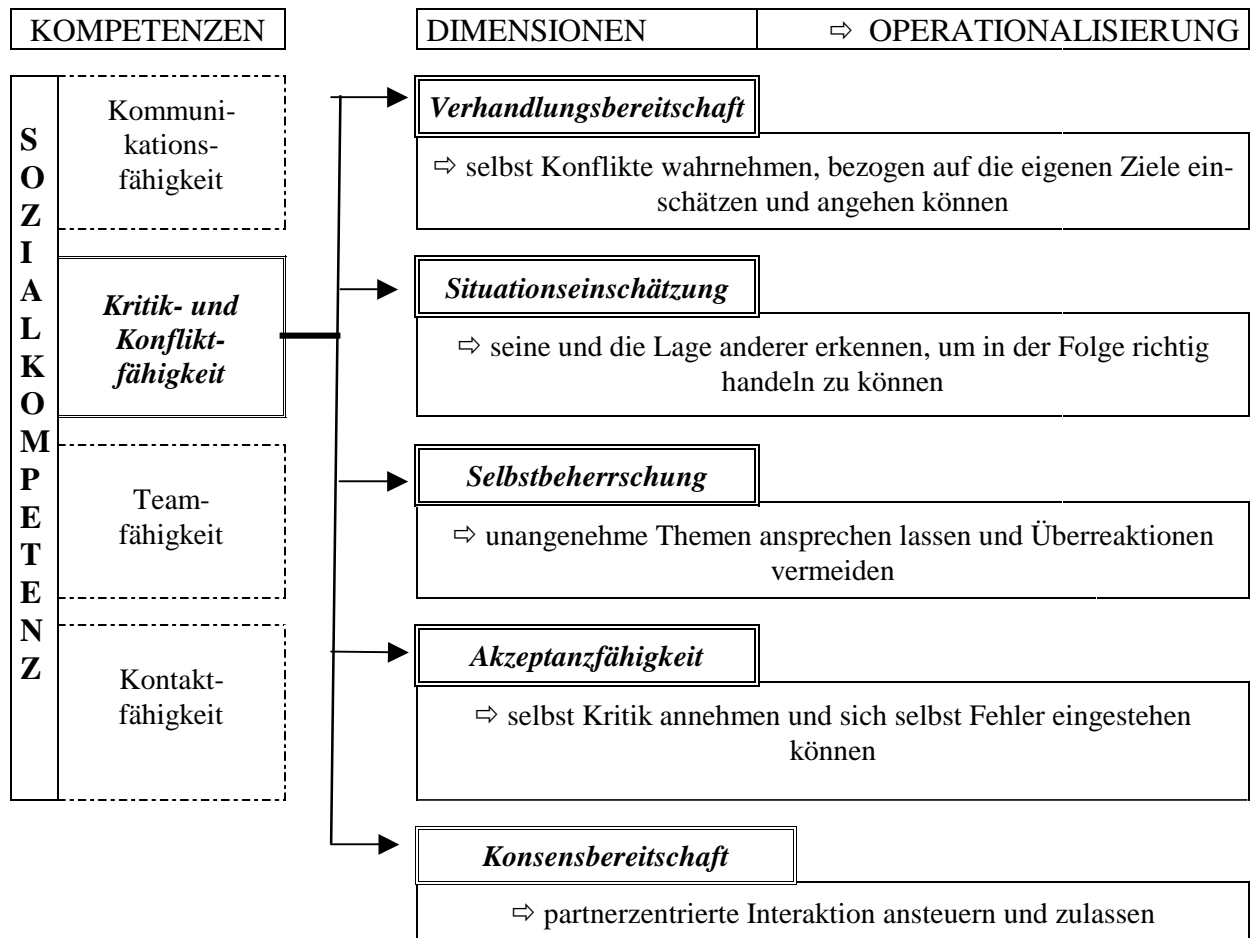 KOMPETENZEN
DIMENSIONEN
⇨ OPERATIONALISIERUNG
SOZIALKOMPETENZ
Kommuni-
kations-
fähigkeit
Kritik- und
Konflikt-
fähigkeit
Team-
fähigkeit
Kontakt-
fähigkeit
Verhandlungsbereitschaft
⇨ selbst Konflikte wahrnehmen, bezogen auf die eigenen Ziele ein-
schätzen und angehen können
Situationseinschätzung
⇨ seine und die Lage anderer erkennen, um in der Folge richtig
handeln zu können
Selbstbeherrschung
⇨ unangenehme Themen ansprechen lassen und Überreaktionen
vermeiden
Akzeptanzfähigkeit
⇨ selbst Kritik annehmen und sich selbst Fehler eingestehen
können
Konsensbereitschaft
⇨ partnerzentrierte Interaktion ansteuern und zulassen